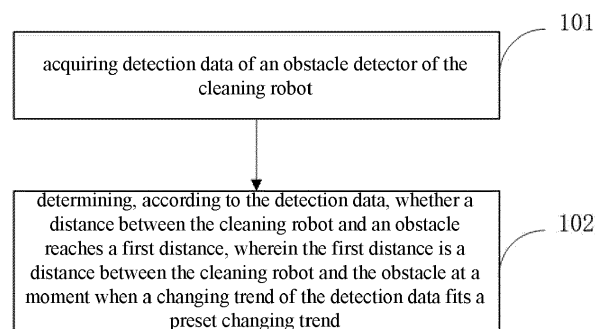 101
acquiring detection data of an obstacle detector of the
cleaning robot
102
determining, according to the detection data, whether a
distance between the cleaning robot and an obstacle
reaches a first distance, wherein the first distance is a
distance between the cleaning robot and the obstacle at a
moment when a changing trend of the detection data fits a
preset changing trend